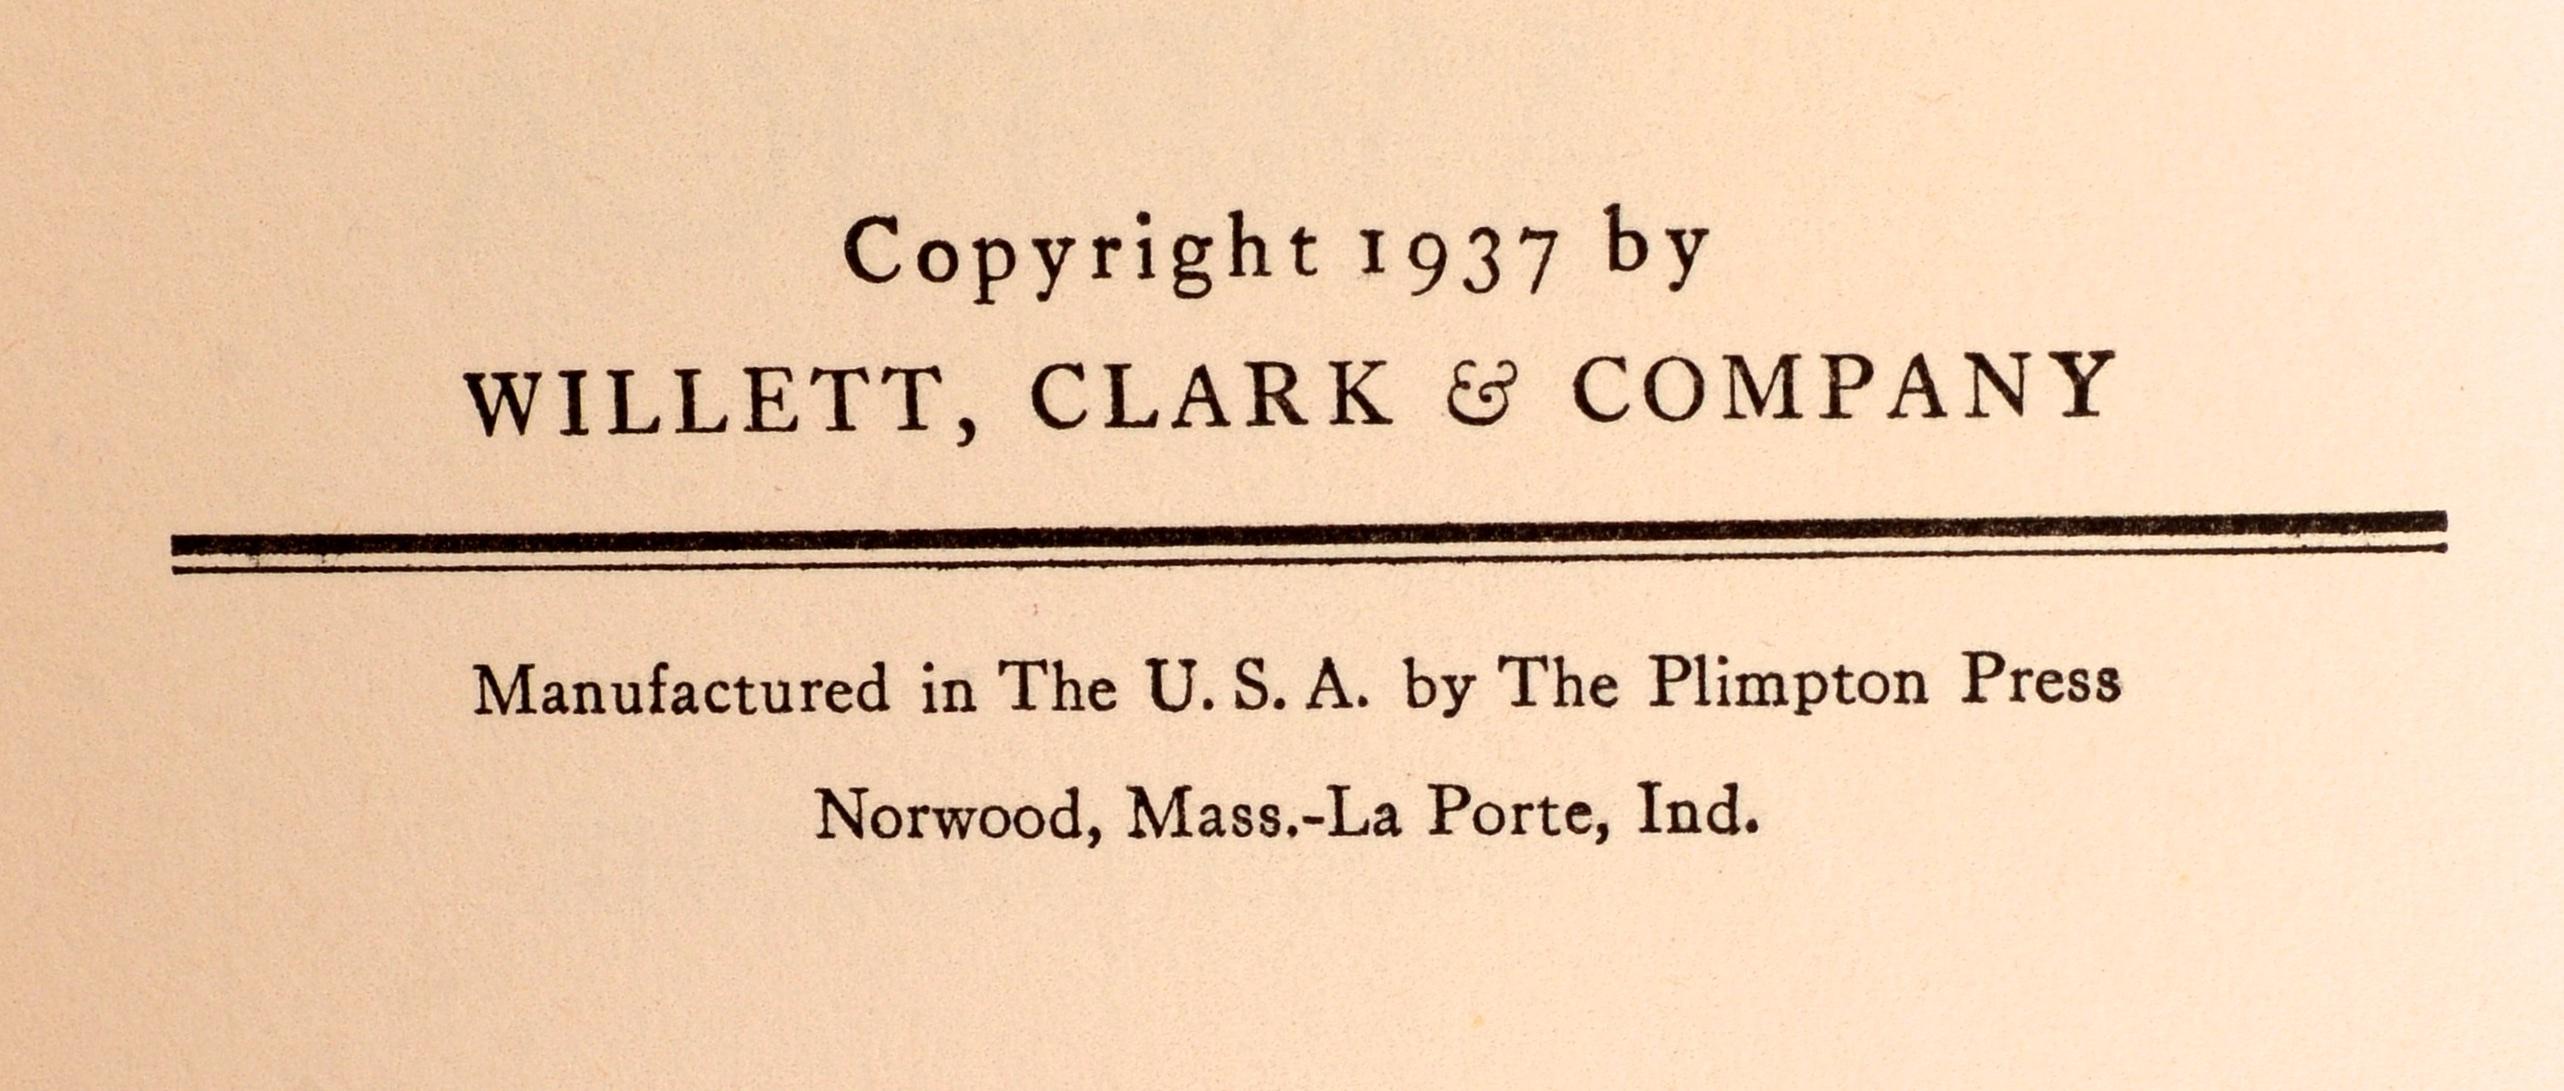 Copyright 1937 by
WILLETT, CLARK & COMPANY
Manufactured in The U. S. A. by The Plimpton Press
Norwood, Mass.-La Porte, Ind.